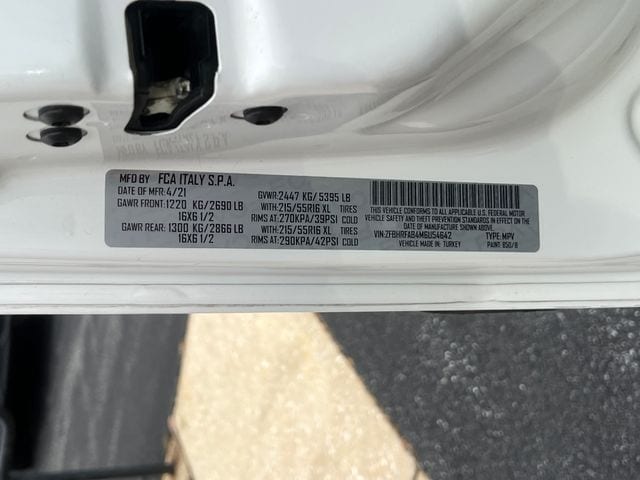 MFD BY FCA ITALY S.P.A.
DATE OF MFR:4/21 GVWR:2447 KG/5395 LB
GAWR FRONT:1220 KG/2690 LB WITH:215/55R16 XL TIRES
16X6 1/2 RIMS AT:270KPA/39PSI COLD
GAWR REAR:1300 KG/2866 LB WITH:215/55R16 XL TIRES
16X6 1/2 RIMS AT:290KPA/42PSI COLD
THIS VEHICLE CONFORMS TO ALL APPLICABLE U.S. FEDERAL MOTOR
VEHICLE SAFETY AND THEFT PREVENTION STANDARDS IN EFFECT ON THE
DATE OF MANUFACTURE SHOWN ABOVE.
VIN:ZFBHRFAB4M6U54642 TYPE: MPV
VEHICLE MADE IN: TURKEY PAINT: 850/B